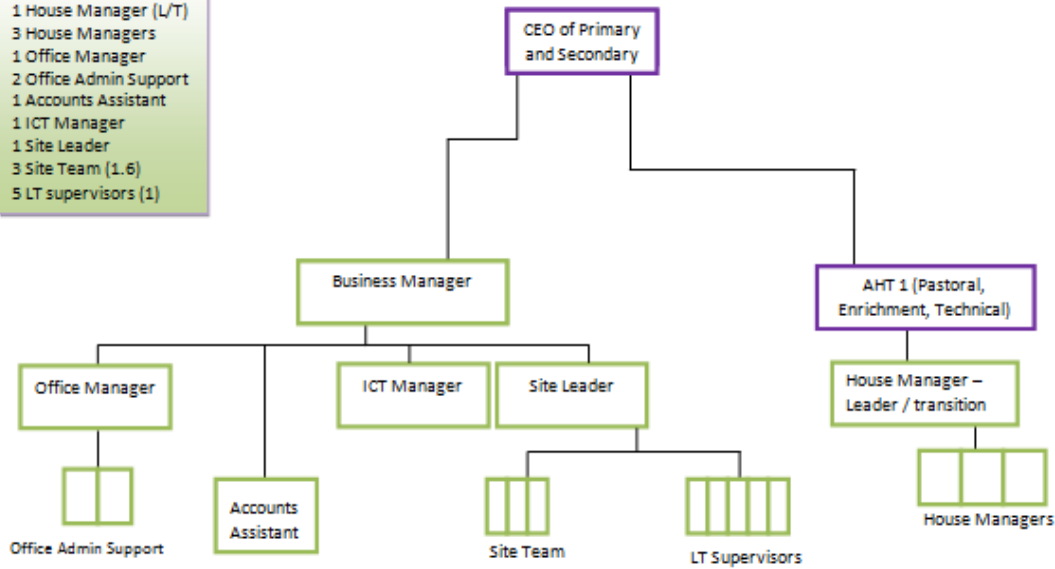 1 House Manager (L/T)
3 House Managers
1 Office Manager
2 Office Admin Support
1 Accounts Assistant
1 ICT Manager
1 Site Leader
3 Site Team (1.6)
5 LT supervisors (1)
CEO of Primary
and Secondary
Business Manager
AHT 1 (Pastoral,
Enrichment, Technical)
Office Manager
ICT Manager
Site Leader
House Manager –
Leader / transition
Accounts
Assistant
Office Admin Support
Site Team
LT Supervisors
House Managers